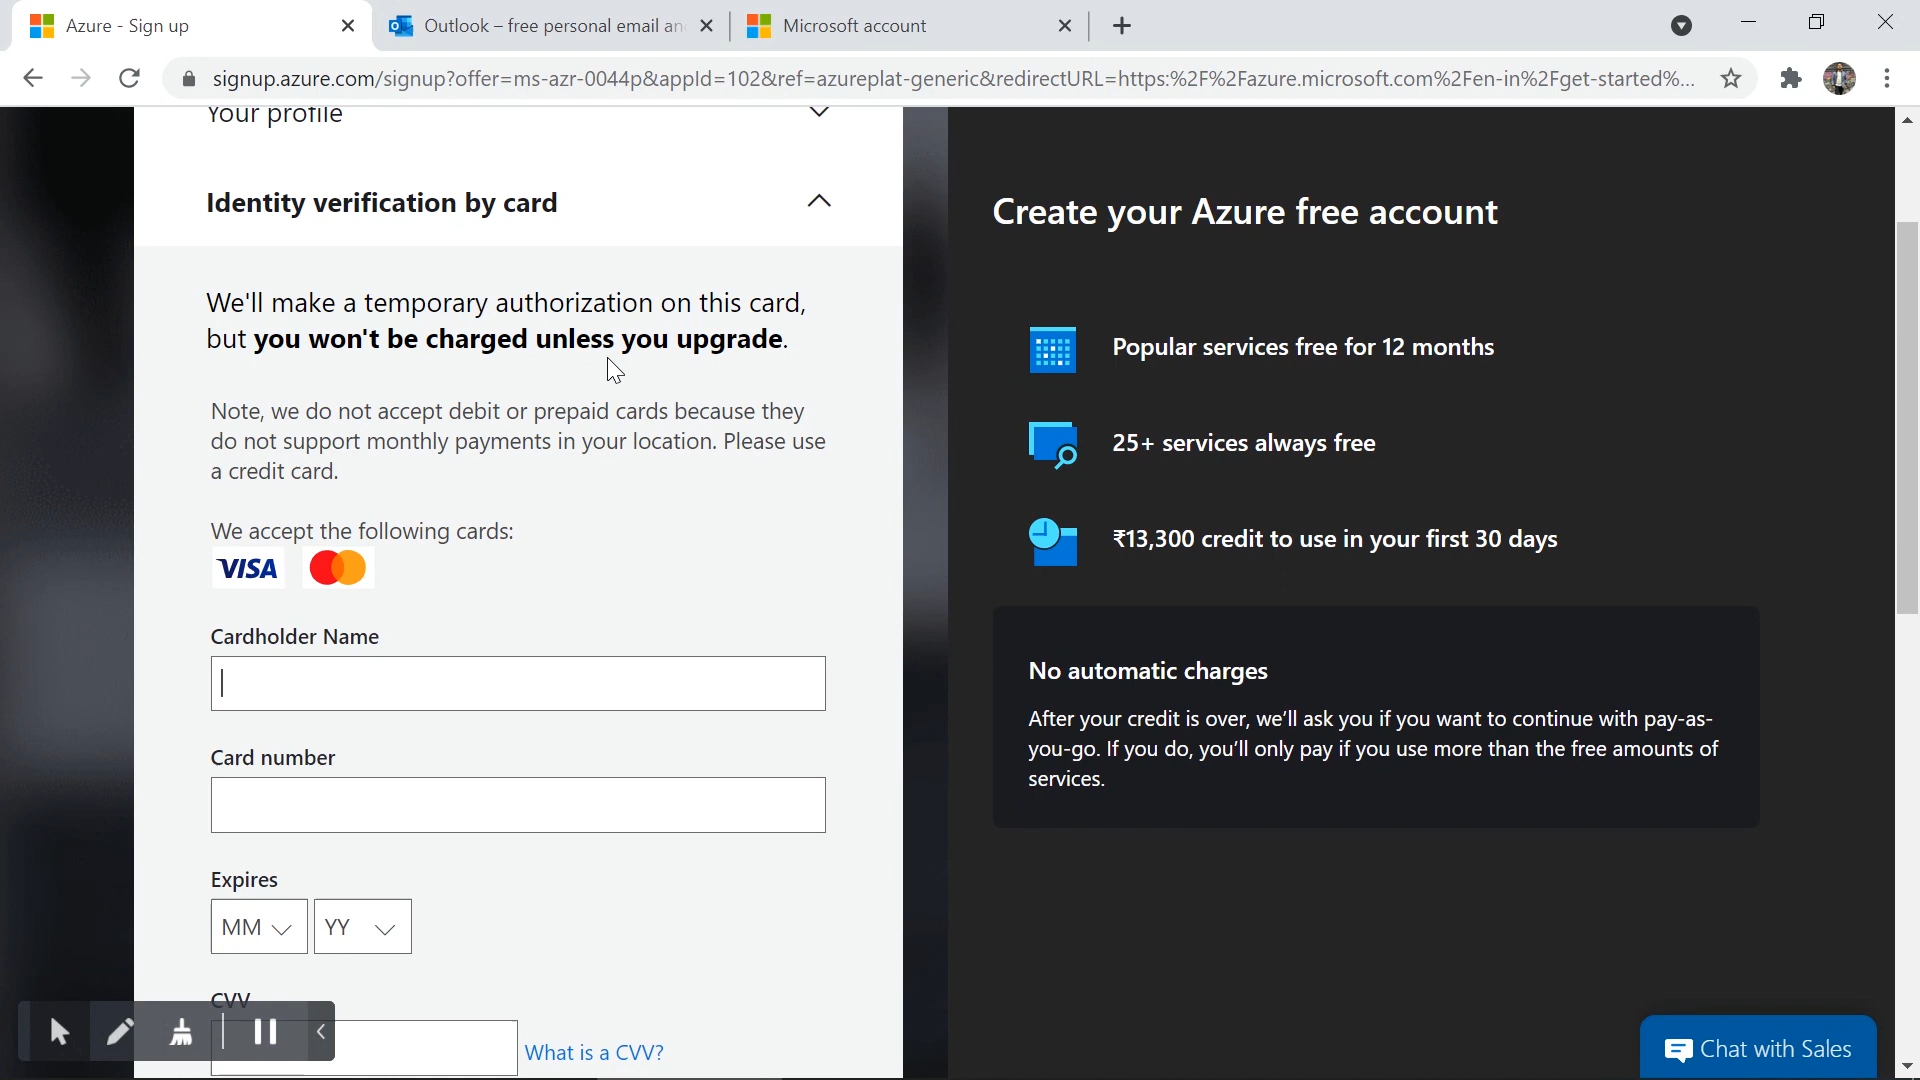 Azure - Sign up
Outlook – free personal email an
Microsoft account
signup.azure.com/signup?offer=ms-azr-0044p&appId=102&ref=azureplat-generic&redirectURL=https:%2F%2Fazure.microsoft.com%2Fen-in%2Fget-started%...
Your profile
Identity verification by card
We'll make a temporary authorization on this card,
but you won't be charged unless you upgrade.
Note, we do not accept debit or prepaid cards because they
do not support monthly payments in your location. Please use
a credit card.
We accept the following cards:
VISA
Cardholder Name
Card number
Expires
MM YY
CVV
What is a CVV?
Create your Azure free account
Popular services free for 12 months
25+ services always free
₹13,300 credit to use in your first 30 days
No automatic charges
After your credit is over, we'll ask you if you want to continue with pay-as-
you-go. If you do, you'll only pay if you use more than the free amounts of
services.
Chat with Sales